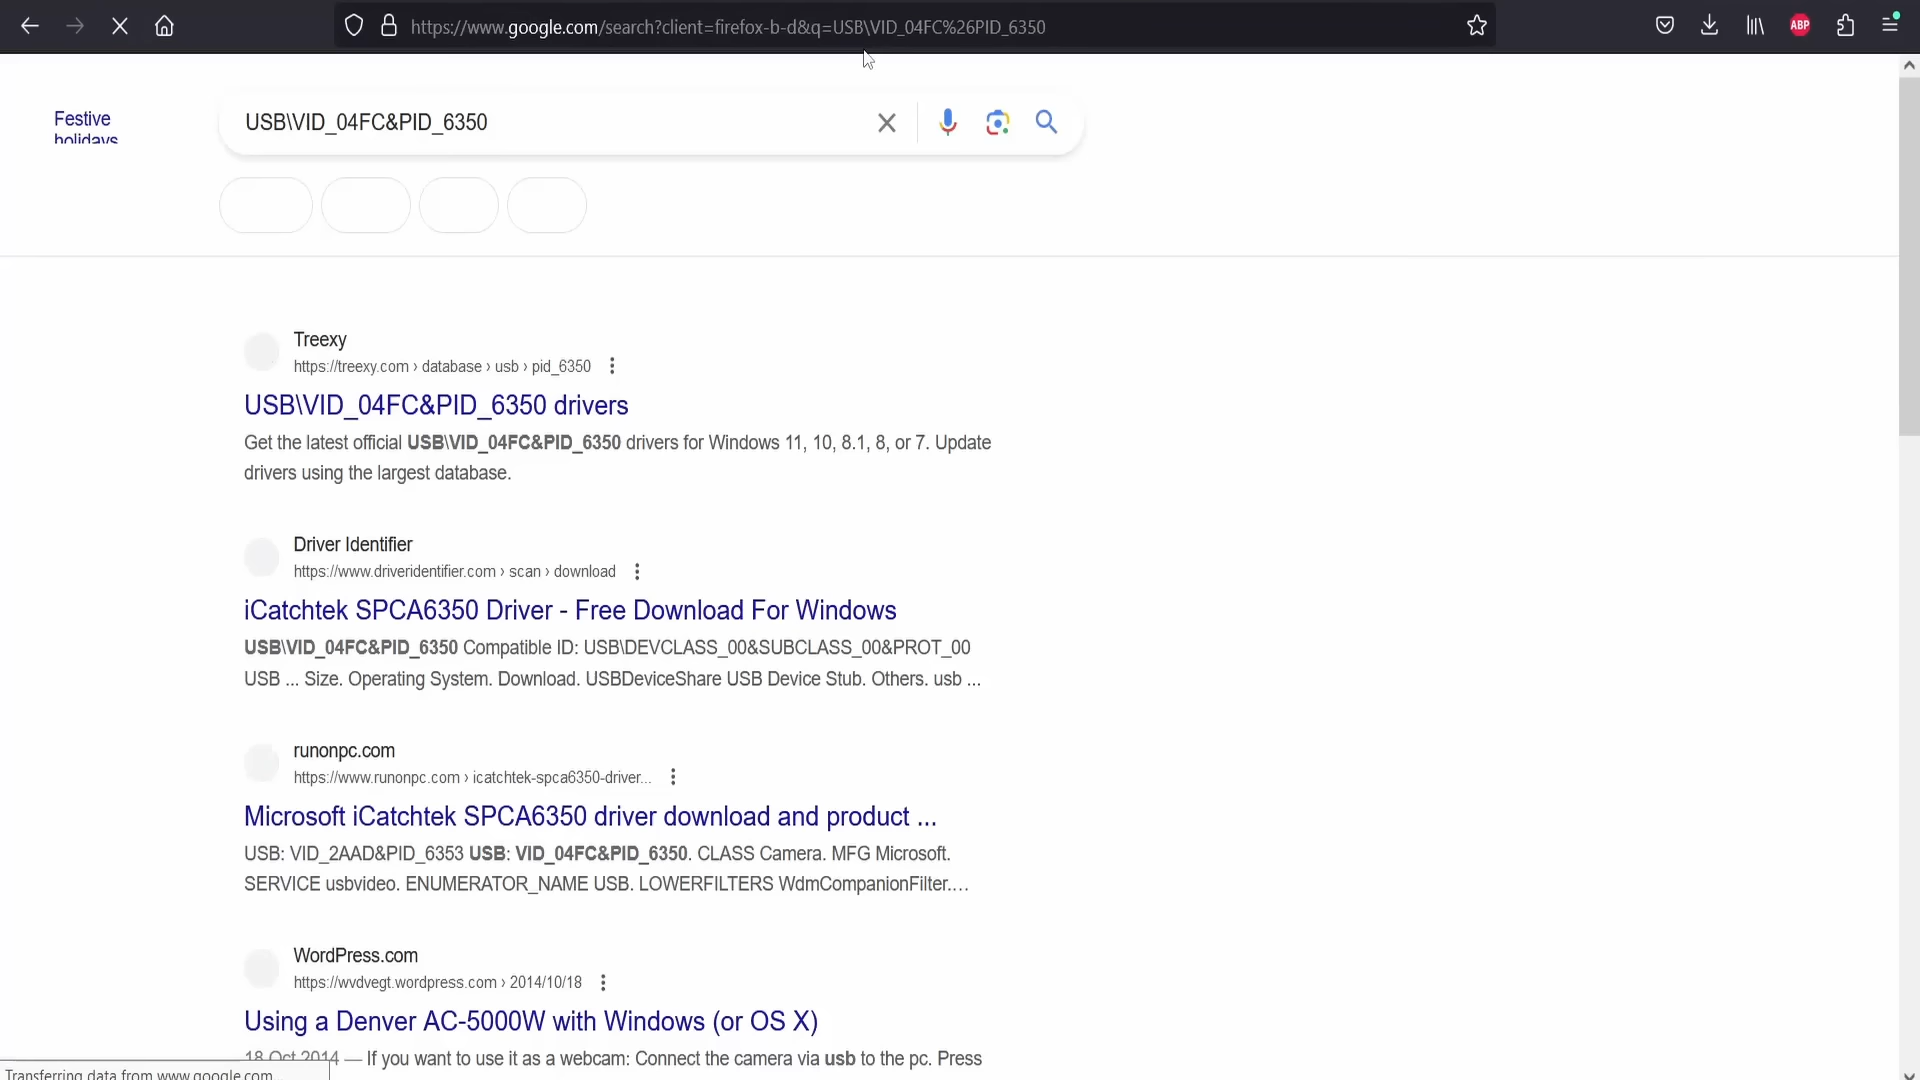 https://www.google.com/search?client=firefox-b-d&q=USB\VID_04FC%26PID_6350
ABP
Festive
holidays
USB\VID_04FC&PID_6350
Treexy
https://treexy.com › database › usb › pid_6350
USB\VID_04FC&PID_6350 drivers
Get the latest official USB\VID_04FC&PID_6350 drivers for Windows 11, 10, 8.1, 8, or 7. Update
drivers using the largest database.
Driver Identifier
https://www.driveridentifier.com › scan › download
iCatchtek SPCA6350 Driver - Free Download For Windows
USB\VID_04FC&PID_6350 Compatible ID: USB\DEVCLASS_00&SUBCLASS_00&PROT_00
USB ... Size. Operating System. Download. USBDeviceShare USB Device Stub. Others. usb ...
runonpc.com
https://www.runonpc.com › icatchtek-spca6350-driver...
Microsoft iCatchtek SPCA6350 driver download and product ...
USB: VID_2AAD&PID_6353 USB: VID_04FC&PID_6350. CLASS Camera. MFG Microsoft.
SERVICE usbvideo. ENUMERATOR_NAME USB. LOWERFILTERS WdmCompanionFilter.…
WordPress.com
https://wvdvegt.wordpress.com › 2014/10/18
Using a Denver AC-5000W with Windows (or OS X)
18 Oct 2014 — If you want to use it as a webcam: Connect the camera via usb to the pc. Press
Transferring data from www.google.com...